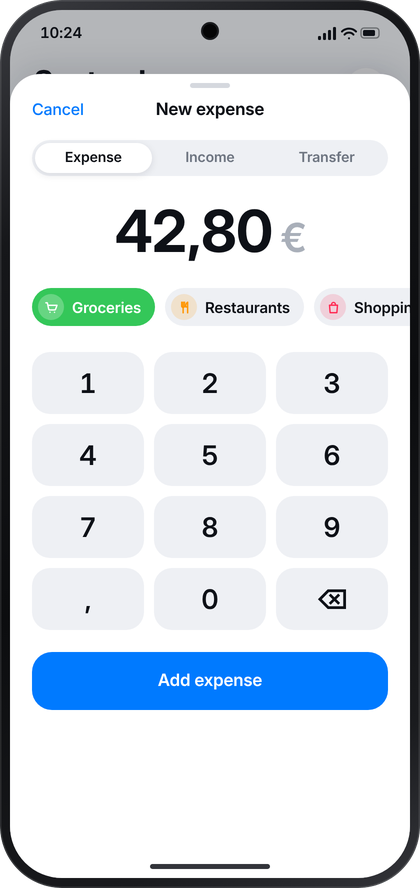 10:24
Cancel
New expense
Expense
Income
Transfer
42,80 €
Groceries
Restaurants
Shoppin
1
2
3
4
5
6
7
8
9
,
0
Add expense